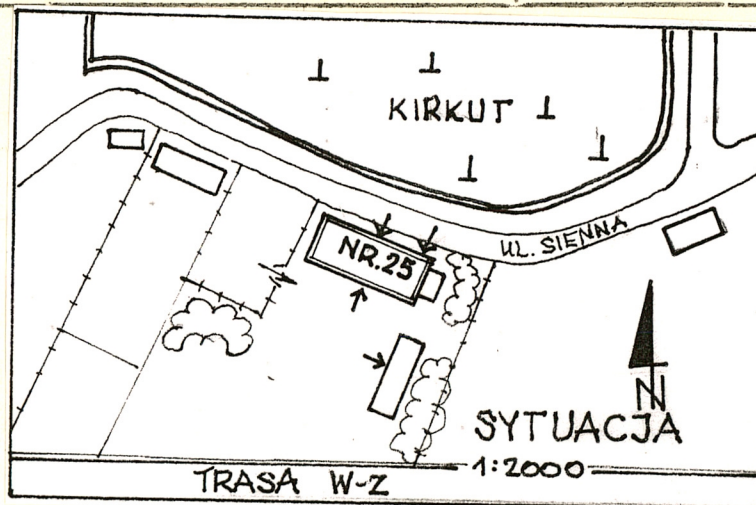 KIRKUT
UL. SIENNA
NR.25
N
SYTUACJA
1:2000
TRASA W-Z